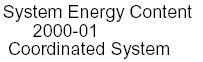 System Energy Content
2000-01
Coordinated System